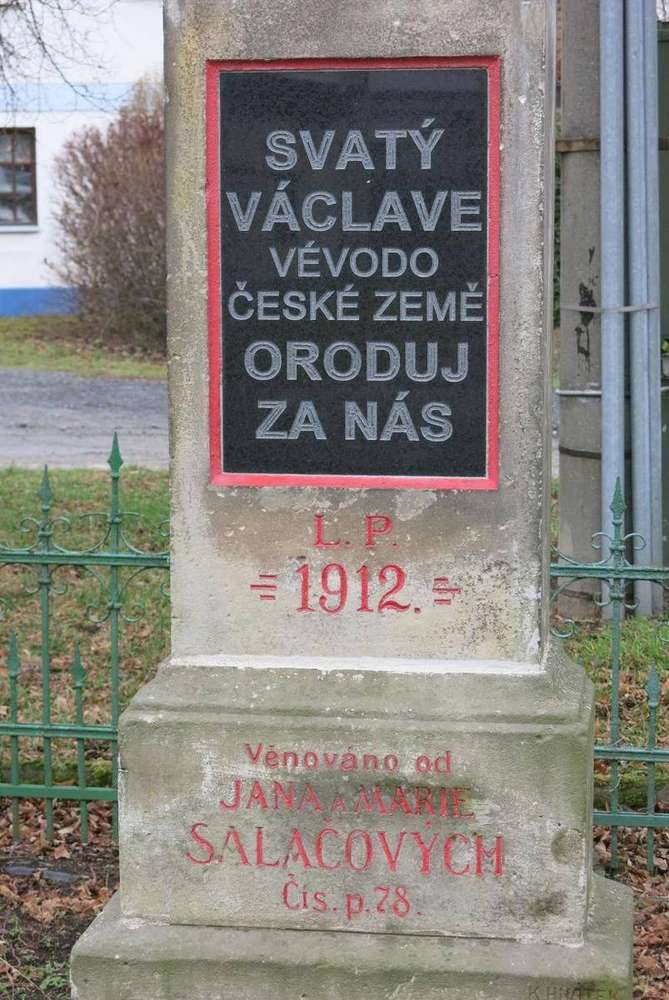 SVATÝ
VÁCLAVE
VÉVODO
ČESKÉ ZEMĚ
ORODUJ
ZA NÁS
L. P.
1912.
Věnováno od
JANA a MARIE
SALAČOVÝCH
Čís. p. 78.